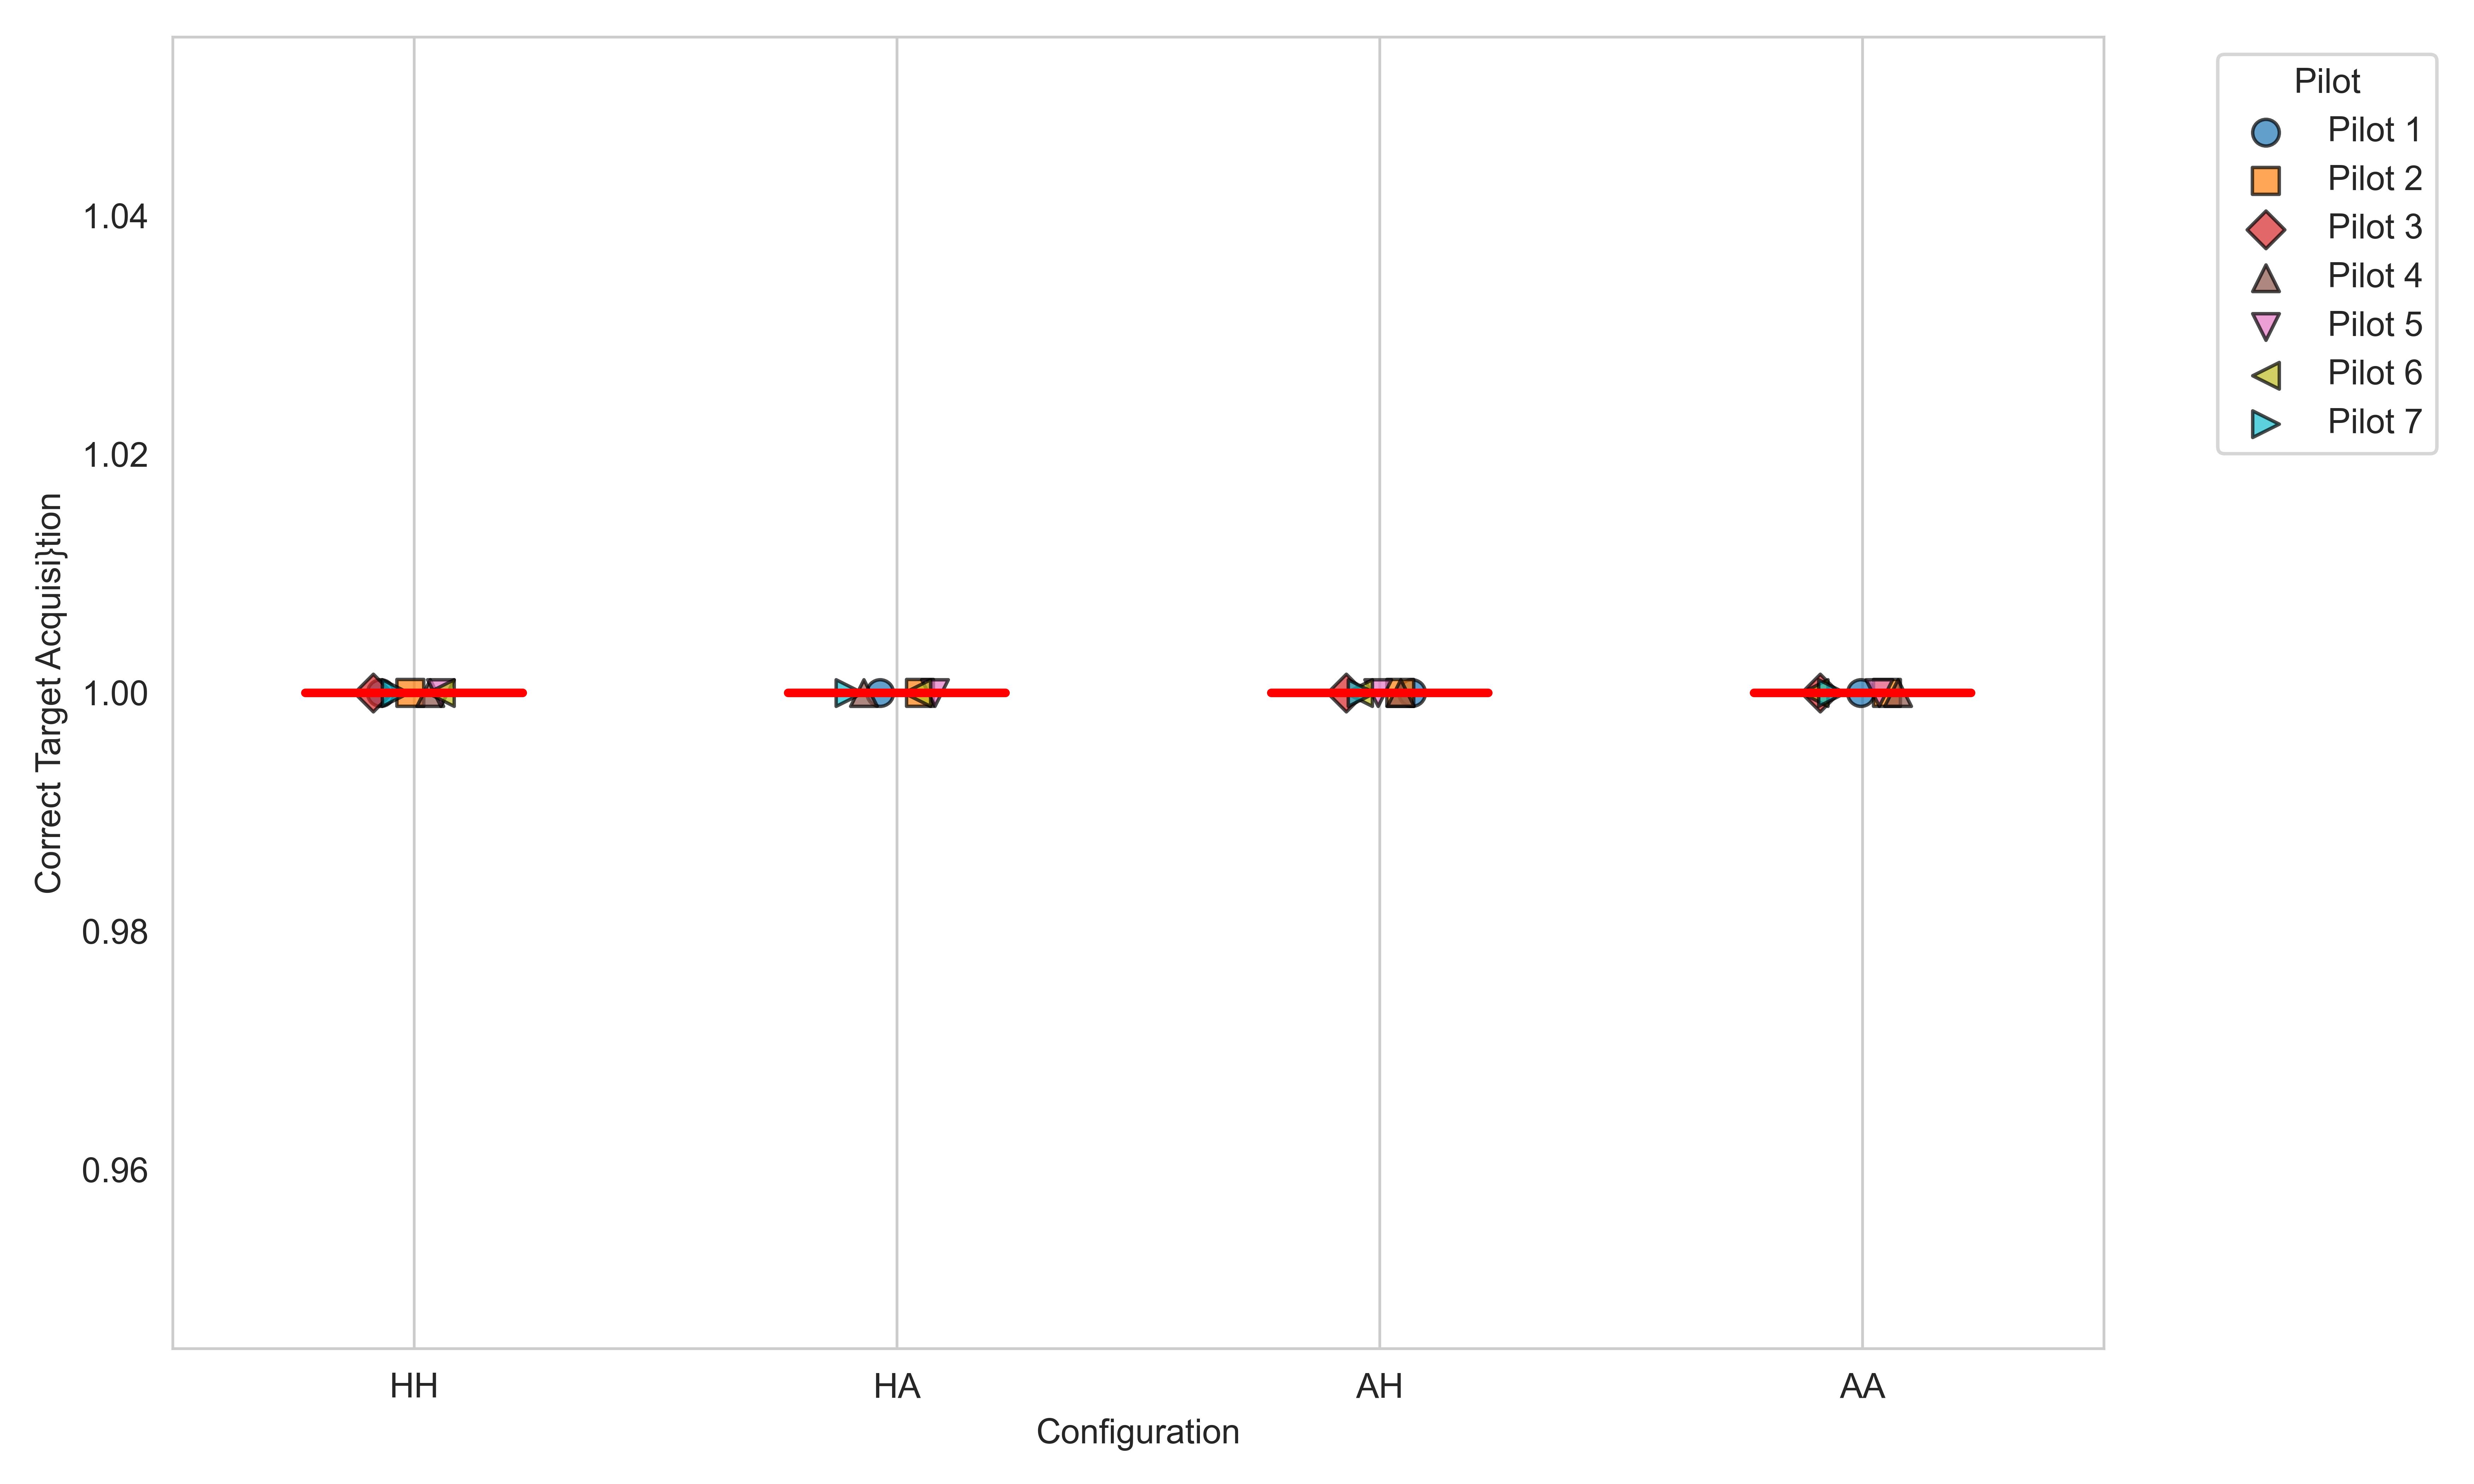 Correct Target Acquisi}tion
1.04
1.02
1.00
0.98
0.96
HH
HA
AH
AA
Configuration
Pilot
Pilot 1
Pilot 2
Pilot 3
Pilot 4
Pilot 5
Pilot 6
Pilot 7